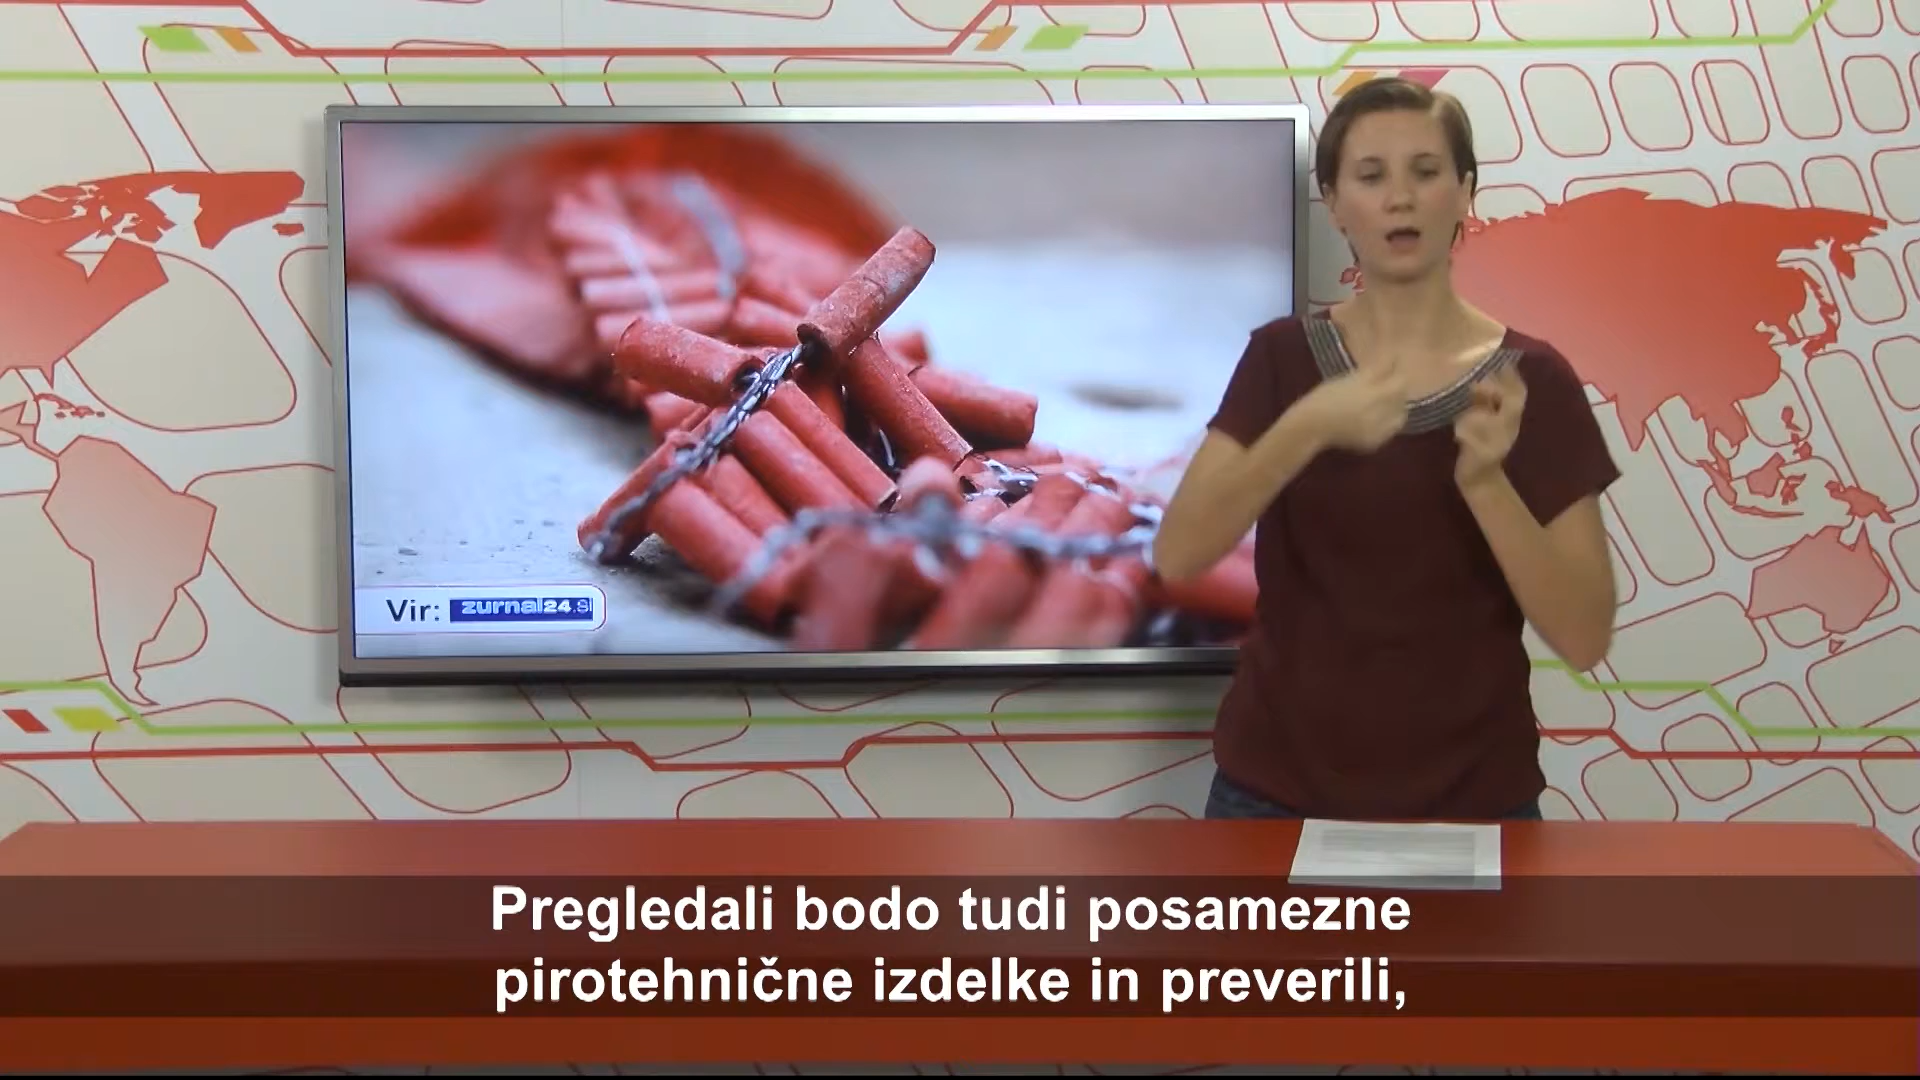 Vir: zurnal24.si
Pregledali bodo tudi posamezne
pirotehnične izdelke in preverili,